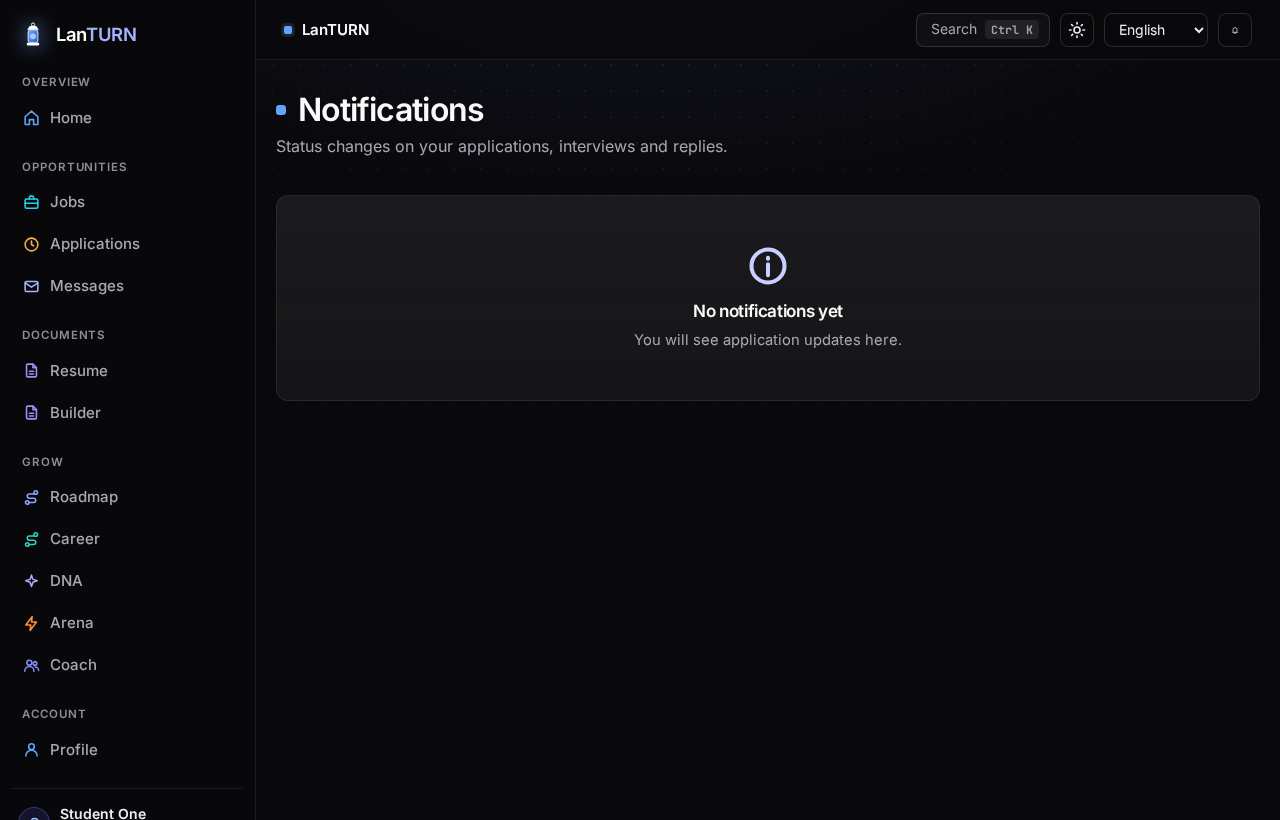 LanTURN
OVERVIEW
Home
OPPORTUNITIES
Jobs
Applications
Messages
DOCUMENTS
Resume
Builder
GROW
Roadmap
Career
DNA
Arena
Coach
ACCOUNT
Profile
Student One
LanTURN
Search Ctrl K
English
Notifications
Status changes on your applications, interviews and replies.
No notifications yet
You will see application updates here.